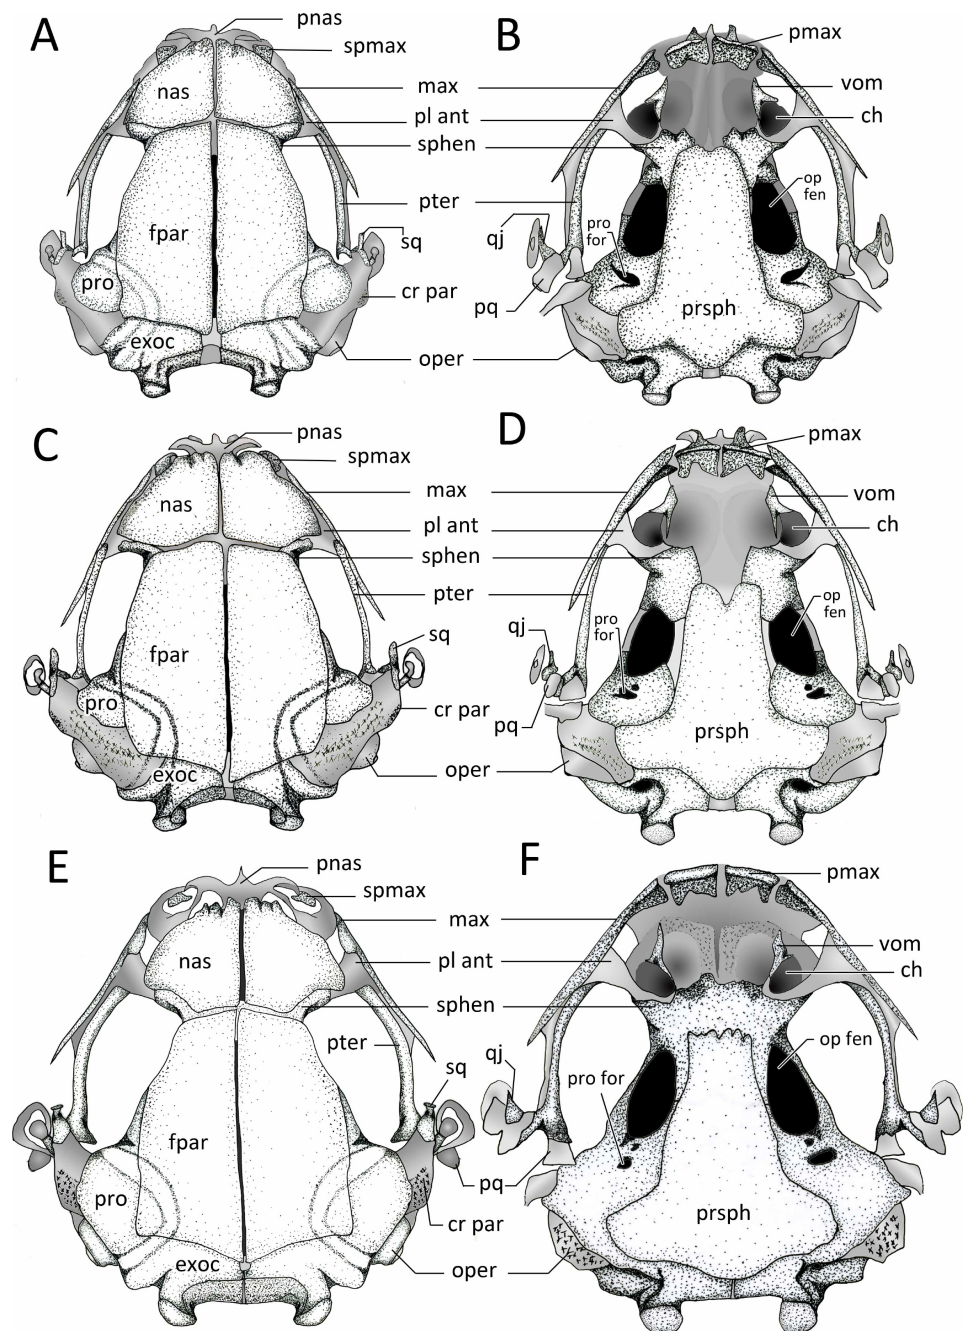 A
pnas
spmax
nas
max
pl ant
sphen
fpar
pter
sq
pro
cr par
exoc
oper
B
pmax
vom
ch
op
fen
qj
pro
for
pq
prsph
C
pnas
spmax
nas
max
pl ant
sphen
pter
fpar
sq
pro
cr par
exoc
oper
D
pmax
vom
ch
op
fen
qj
pro
for
pq
prsph
E
pnas
spmax
max
nas
pl ant
sphen
pter
sq
fpar
pro
pq
cr par
exoc
oper
F
pmax
vom
ch
op fen
qj
pro for
prsph